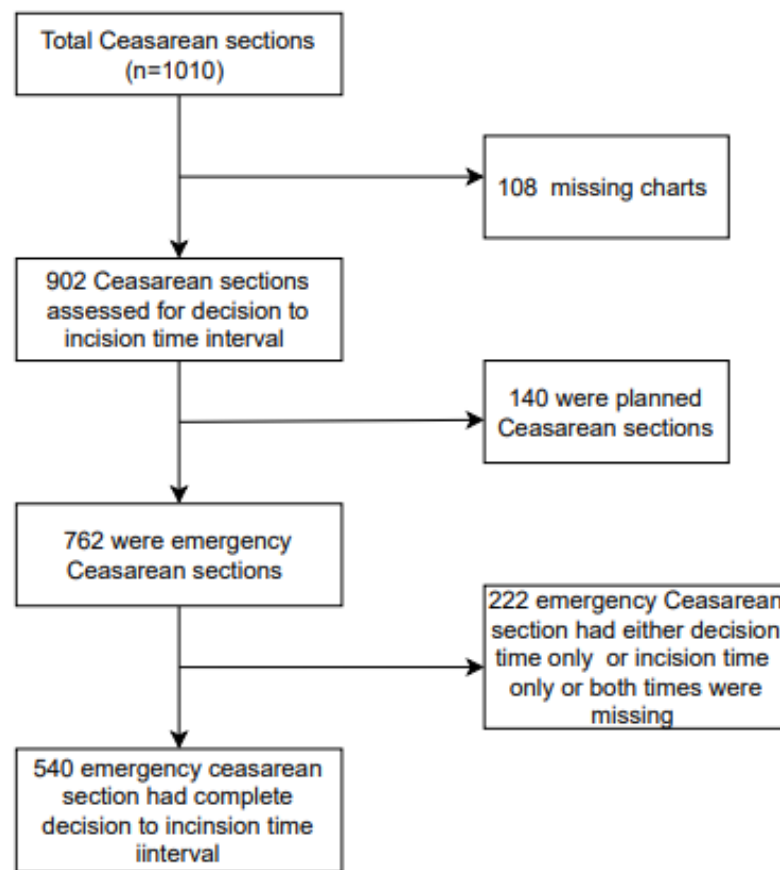 Total Ceasarean sections
(n=1010)
108 missing charts
902 Ceasarean sections
assessed for decision to
incision time interval
140 were planned
Ceasarean sections
762 were emergency
Ceasarean sections
222 emergency Ceasarean
section had either decision
time only or incision time
only or both times were
missing
540 emergency ceasarean
section had complete
decision to incinsion time
iinterval